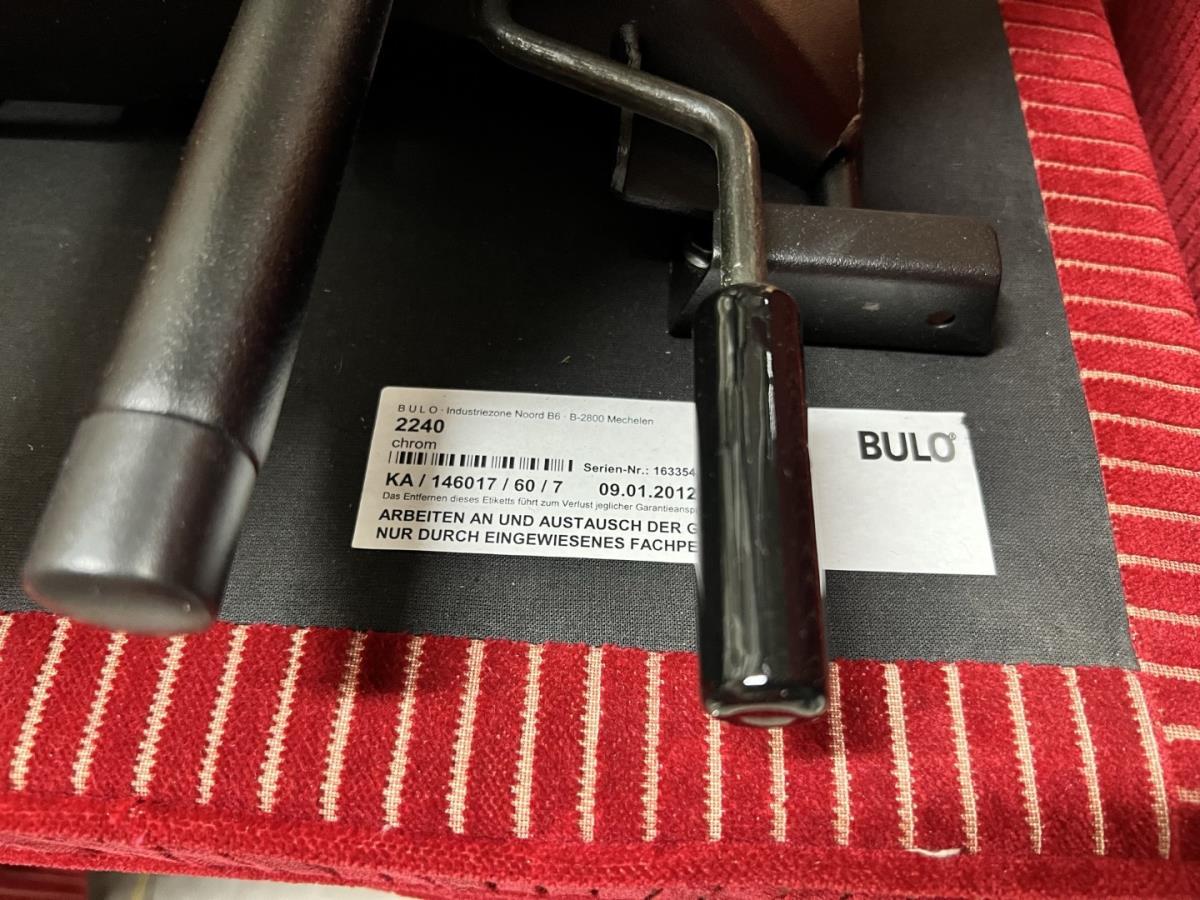 BULO · Industriezone Noord B6 · B-2800 Mechelen
2240
chrom
Serien-Nr.: 163354
KA / 146017 / 60 / 7 09.01.2012
Das Entfernen dieses Etiketts führt zum Verlust jeglicher
ARBEITEN AN UND AUSTAUSCH DER
NUR DURCH EINGEWIESENES
BULO®